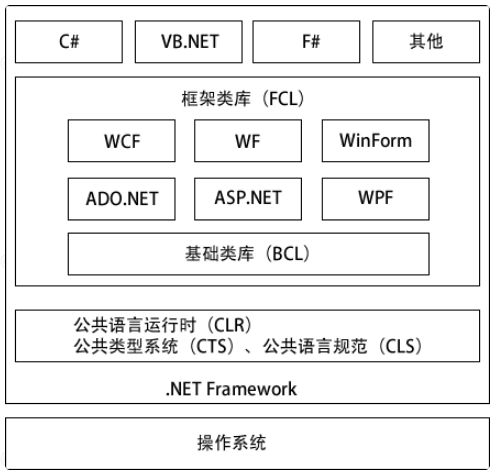 C#
VB.NET
F#
其他
框架类库（FCL）
WCF
WF
WinForm
ADO.NET
ASP.NET
WPF
基础类库（BCL）
公共语言运行时（CLR）
公共类型系统（CTS）、公共语言规范（CLS）
.NET Framework
操作系统